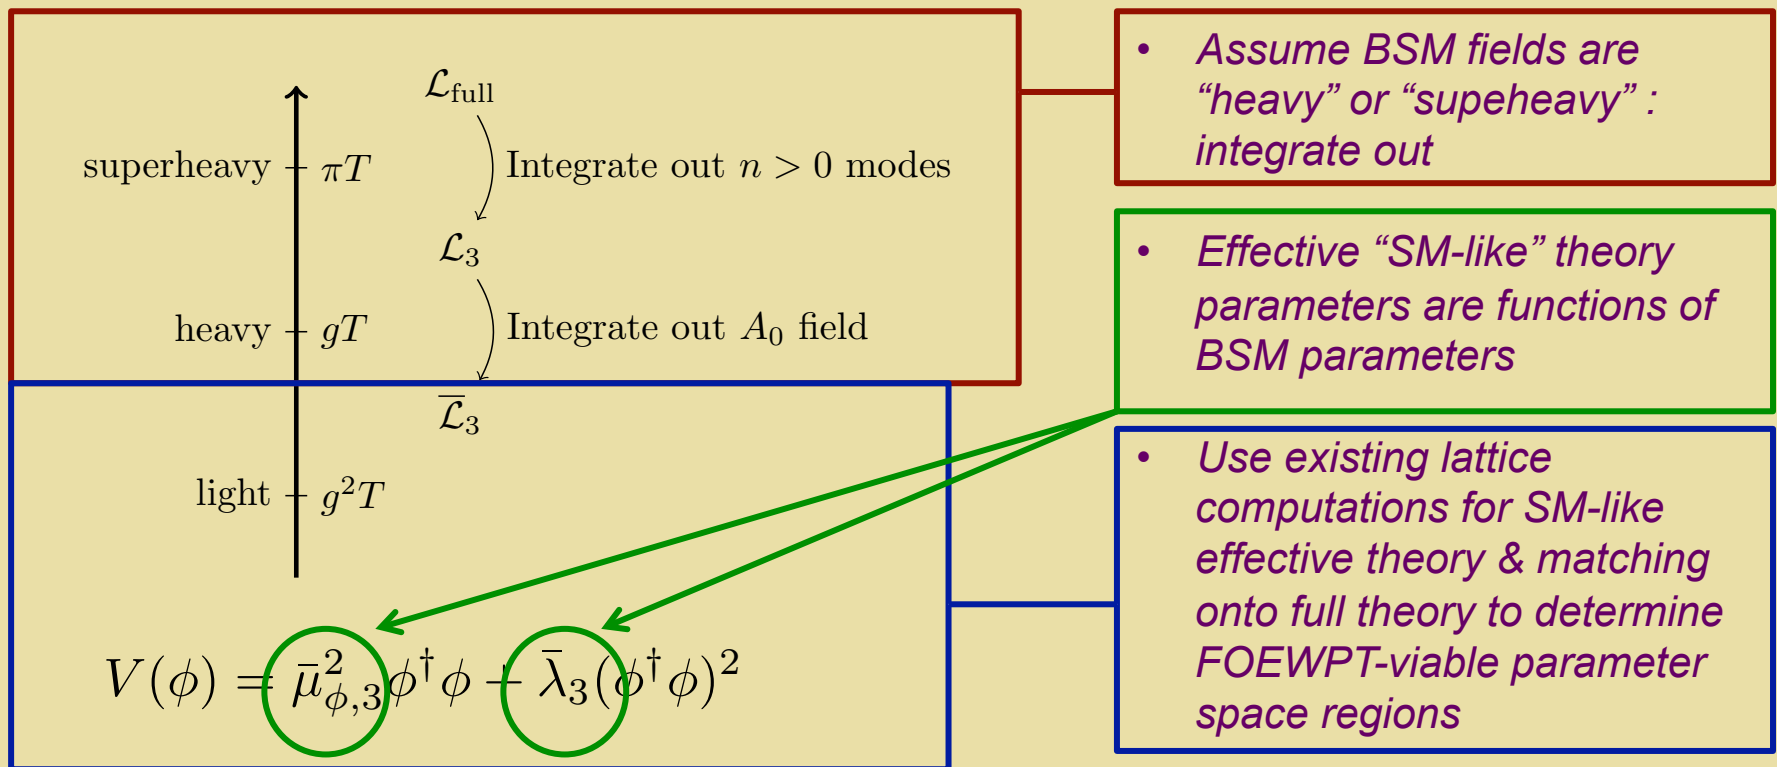 𝓛_full
superheavy πT
Integrate out n > 0 modes
𝓛_3
heavy gT
Integrate out A_0 field
𝓛̅_3
light g^2T
V(ϕ) = μ̄^2_{ϕ,3} ϕ^†ϕ + λ̄_3(ϕ^†ϕ)^2
• Assume BSM fields are
“heavy” or “supeheavy” :
integrate out
• Effective “SM-like” theory
parameters are functions of
BSM parameters
• Use existing lattice
computations for SM-like
effective theory & matching
onto full theory to determine
FOEWPT-viable parameter
space regions